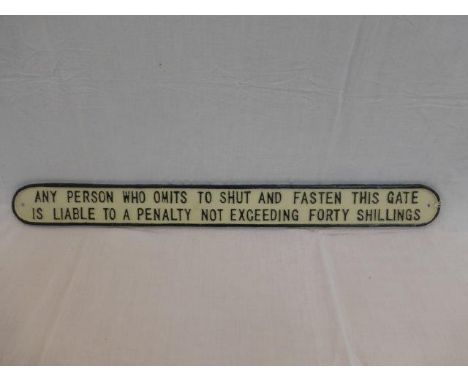 ANY PERSON WHO OMITS TO SHUT AND FASTEN THIS GATE
IS LIABLE TO A PENALTY NOT EXCEEDING FORTY SHILLINGS